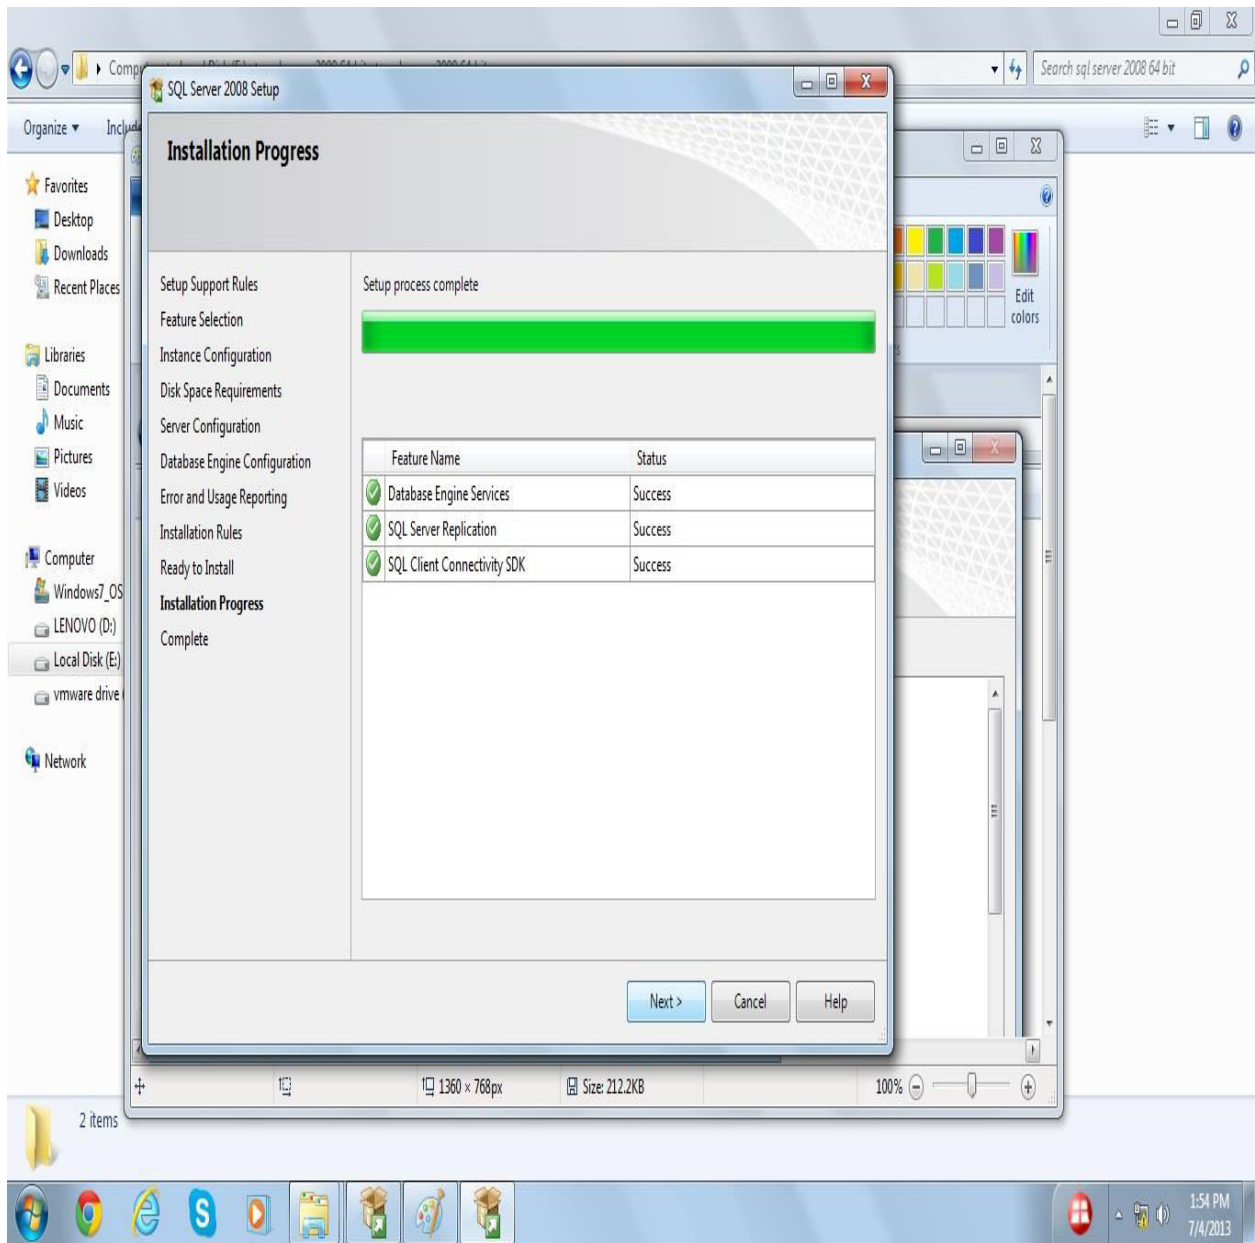 Search sql server 2008 64 bit
SQL Server 2008 Setup
Organize
Installation Progress
Favorites
Desktop
Downloads
Recent Places
Libraries
Documents
Music
Pictures
Videos
Computer
Windows7_OS
LENOVO (D:)
Local Disk (E:)
vmware drive
Network
Setup Support Rules
Feature Selection
Instance Configuration
Disk Space Requirements
Server Configuration
Database Engine Configuration
Error and Usage Reporting
Installation Rules
Ready to Install
Installation Progress
Complete
Setup process complete
Feature Name Status
Database Engine Services Success
SQL Server Replication Success
SQL Client Connectivity SDK Success
Next >
Cancel
Help
Edit
colors
1360 × 768px
Size: 212.2KB
100%
2 items
1:54 PM
7/4/2013